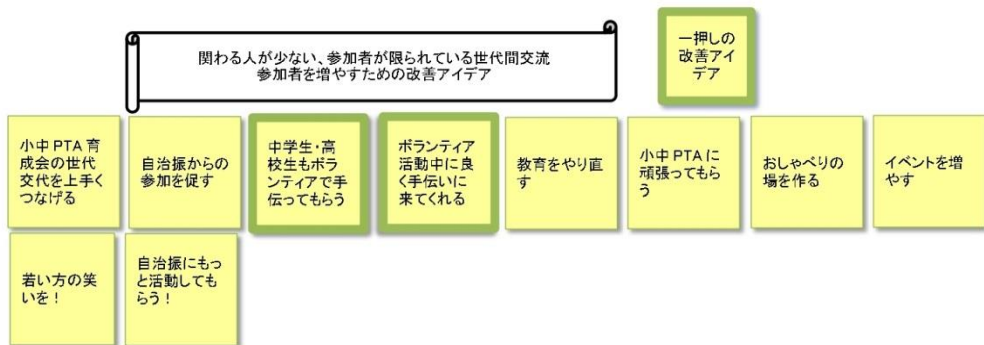 関わる人が少ない、参加者が限られている世代間交流
参加者を増やすための改善アイデア
一押しの
改善アイ
デア
小中 PTA 育
成会の世代
交代を上手く
つなげる
自治振からの
参加を促す
中学生・高
校生もボラ
ンティアで手
伝ってもらう
ボランティア
活動中に良
く手伝いに
来てくれる
教育をやり直
す
小中 PTA に
頑張ってもら
う
おしゃべりの
場を作る
イベントを増
やす
若い方の笑
いを！
自治振にもっ
と活動しても
らう！